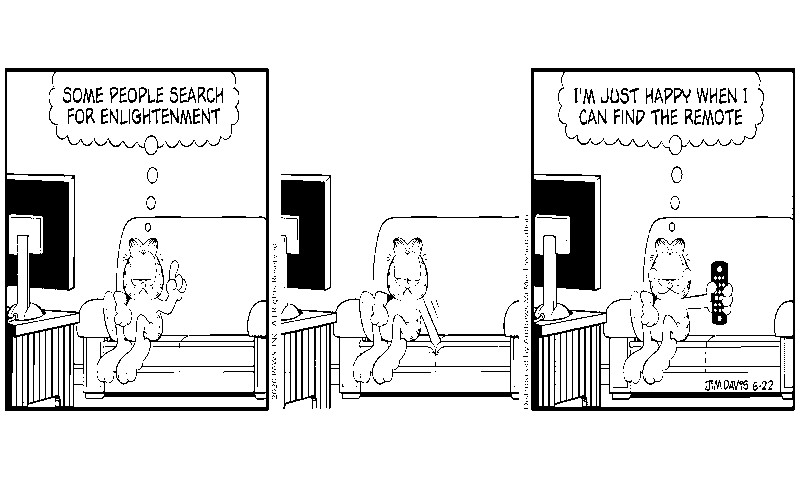 SOME PEOPLE SEARCH
FOR ENLIGHTENMENT
I'M JUST HAPPY WHEN I
CAN FIND THE REMOTE
JIM DAVIS 6-22